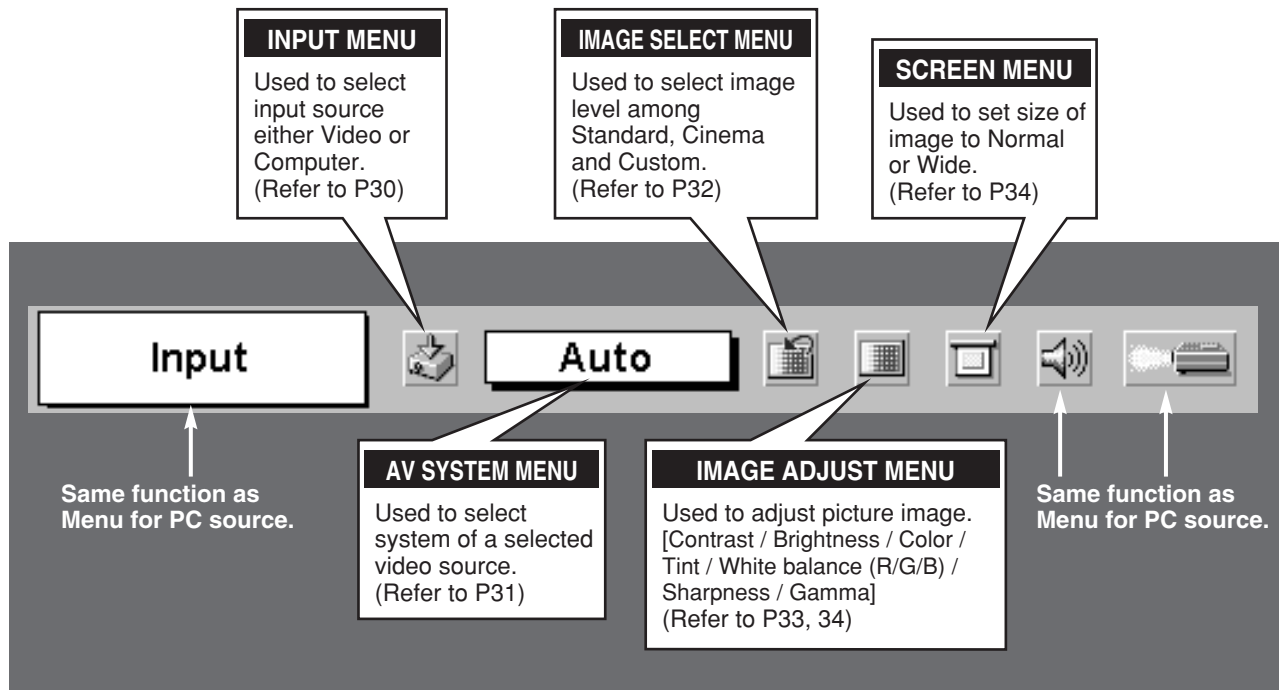 INPUT MENU
Used to select
input source
either Video or
Computer.
(Refer to P30)
IMAGE SELECT MENU
Used to select image
level among
Standard, Cinema
and Custom.
(Refer to P32)
SCREEN MENU
Used to set size of
image to Normal
or Wide.
(Refer to P34)
Input
Auto
Same function as
Menu for PC source.
AV SYSTEM MENU
Used to select
system of a selected
video source.
(Refer to P31)
IMAGE ADJUST MENU
Used to adjust picture image.
[Contrast / Brightness / Color /
Tint / White balance (R/G/B) /
Sharpness / Gamma]
(Refer to P33, 34)
Same function as
Menu for PC source.